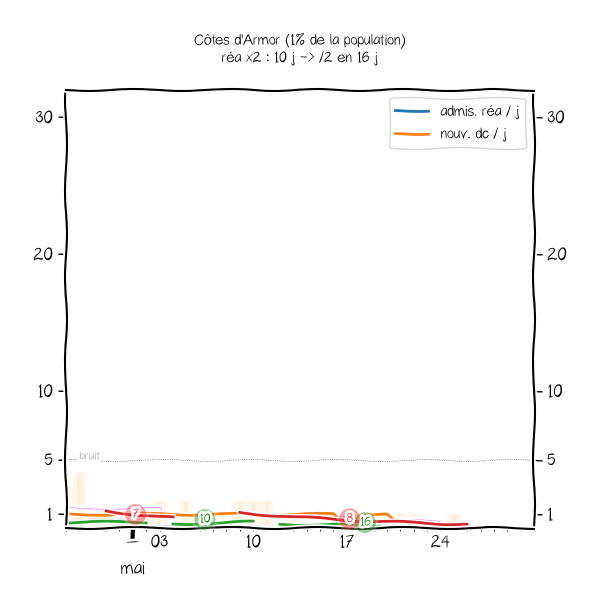 Côtes d'Armor (1% de la population)
réa x2 : 10 j -> /2 en 16 j
admis. réa / j
nouv. dc / j
30 30
20 20
10 10
5 bruit 5
1 7 10 8 16 1
1 03 10 17 24
mai